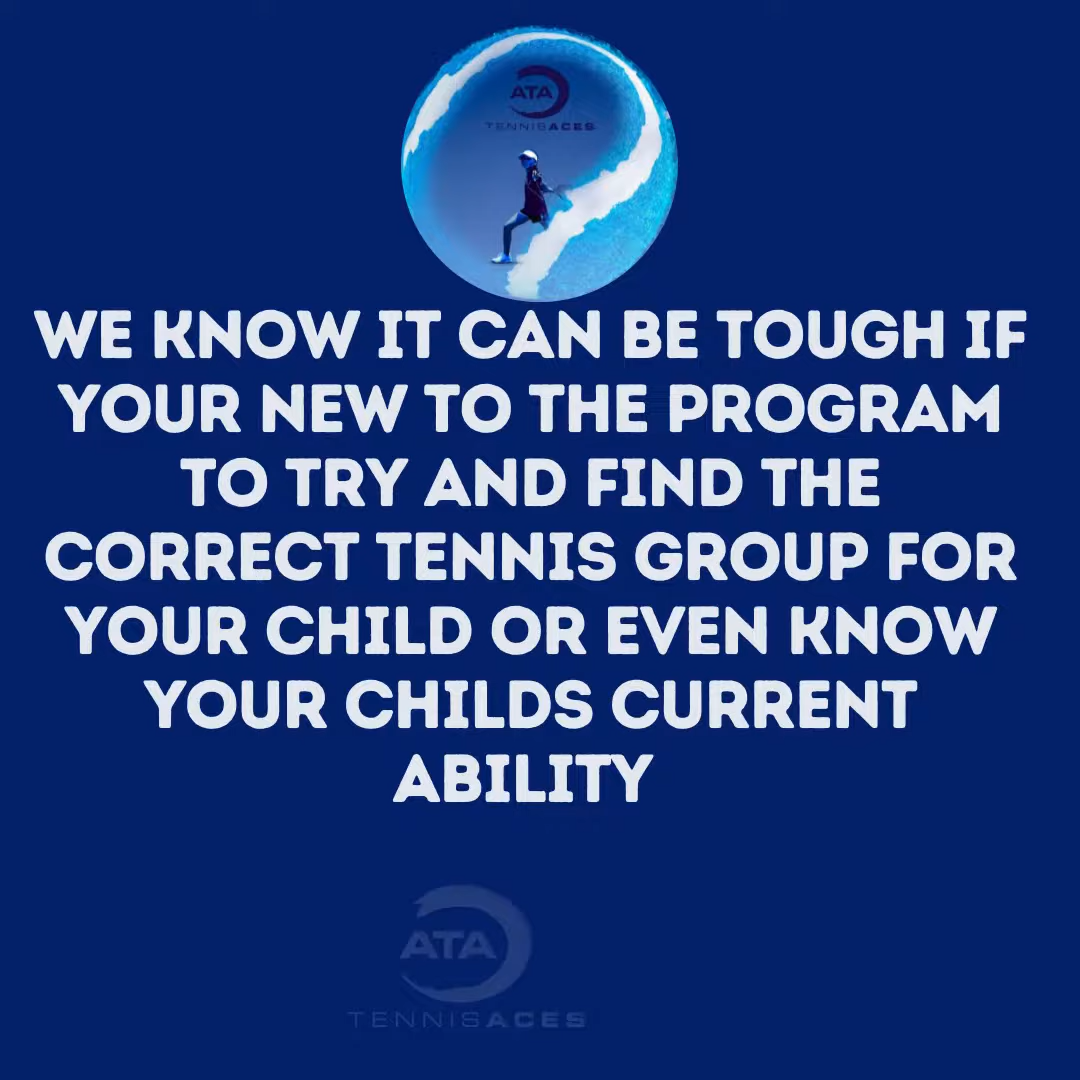 ATA
TENNISACES
WE KNOW IT CAN BE TOUGH IF
YOUR NEW TO THE PROGRAM
TO TRY AND FIND THE
CORRECT TENNIS GROUP FOR
YOUR CHILD OR EVEN KNOW
YOUR CHILDS CURRENT
ABILITY
ATA
TENNISACES